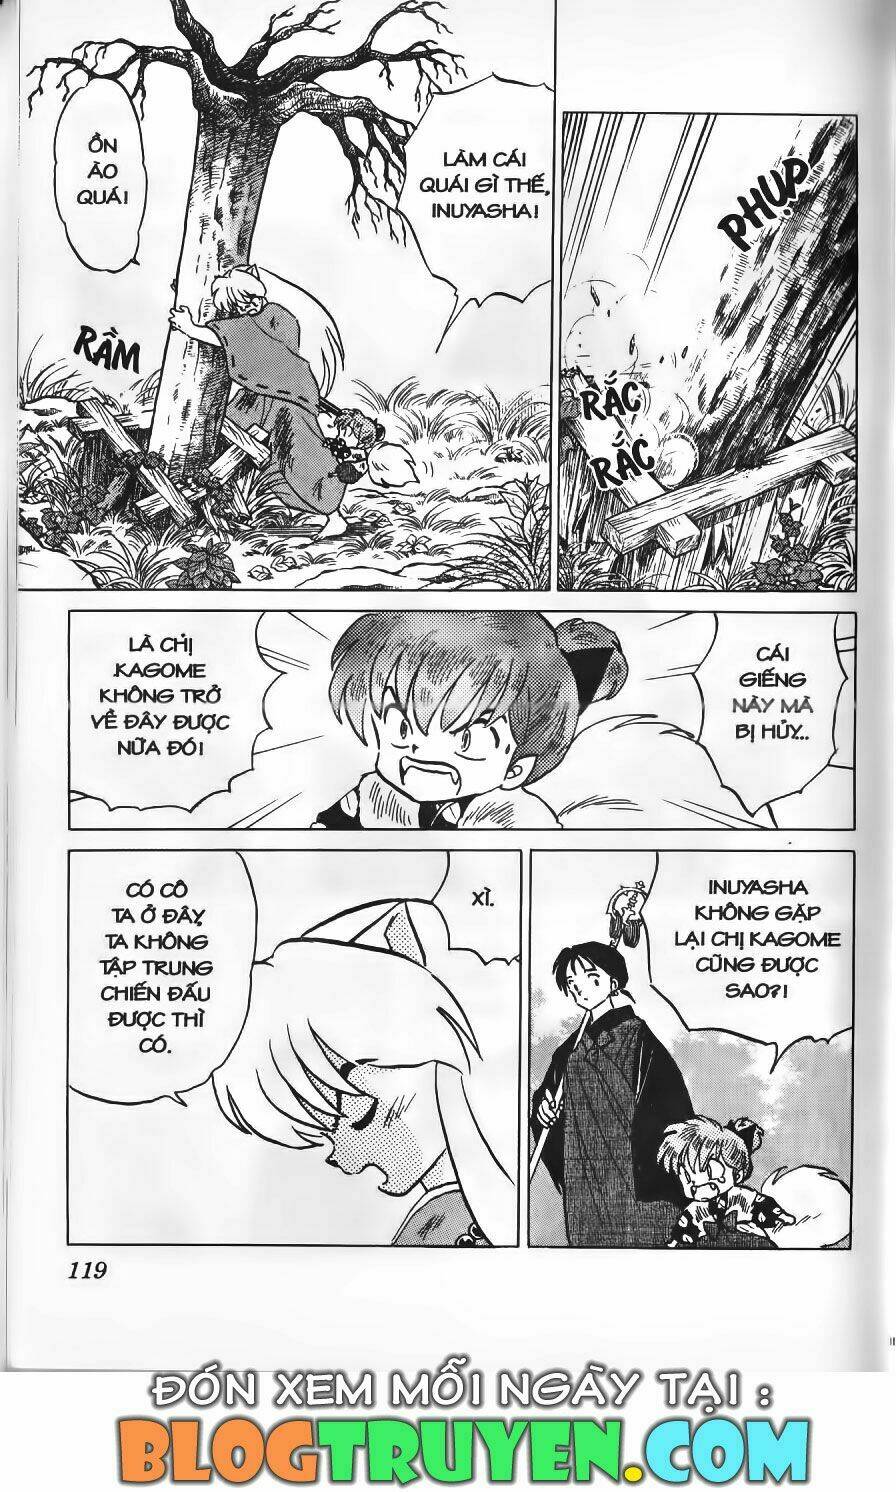 PHỤP
RẮC
RẮC
LÀM CÁI
QUÁI GÌ THẾ,
INUYASHA!
ỒN
ÀO
QUÁ!
RẦM
CÁI
GIẾNG
NÀY MÀ
BỊ HỦY...
LÀ CHỊ
KAGOME
KHÔNG TRỞ
VỀ ĐÂY ĐƯỢC
NỮA ĐÓ!
INUYASHA
KHÔNG GẶP
LẠI CHỊ KAGOME
CŨNG ĐƯỢC
SAO?!
XÌ.
CÓ CÔ
TA Ở ĐÂY,
TA KHÔNG
TẬP TRUNG
CHIẾN ĐẤU
ĐƯỢC THÌ
CÓ.
119
ĐÓN XEM MỖI NGÀY TẠI :
BLOGTRUYEN.COM